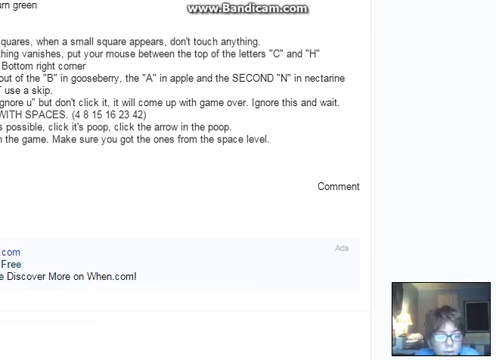 urn green
www.Bandicam.com
quares, when a small square appears, don't touch anything.
thing vanishes, put your mouse between the top of the letters "C" and "H"
Bottom right corner
out of the "B" in gooseberry, the "A" in apple and the SECOND "N" in nectarine
T use a skip.
gnore u" but don't click it, it will come up with game over. Ignore this and wait.
WITH SPACES. (4 8 15 16 23 42)
s possible, click it's poop, click the arrow in the poop.
n the game. Make sure you got the ones from the space level.
Comment
.com
Ads
Free
e Discover More on When.com!